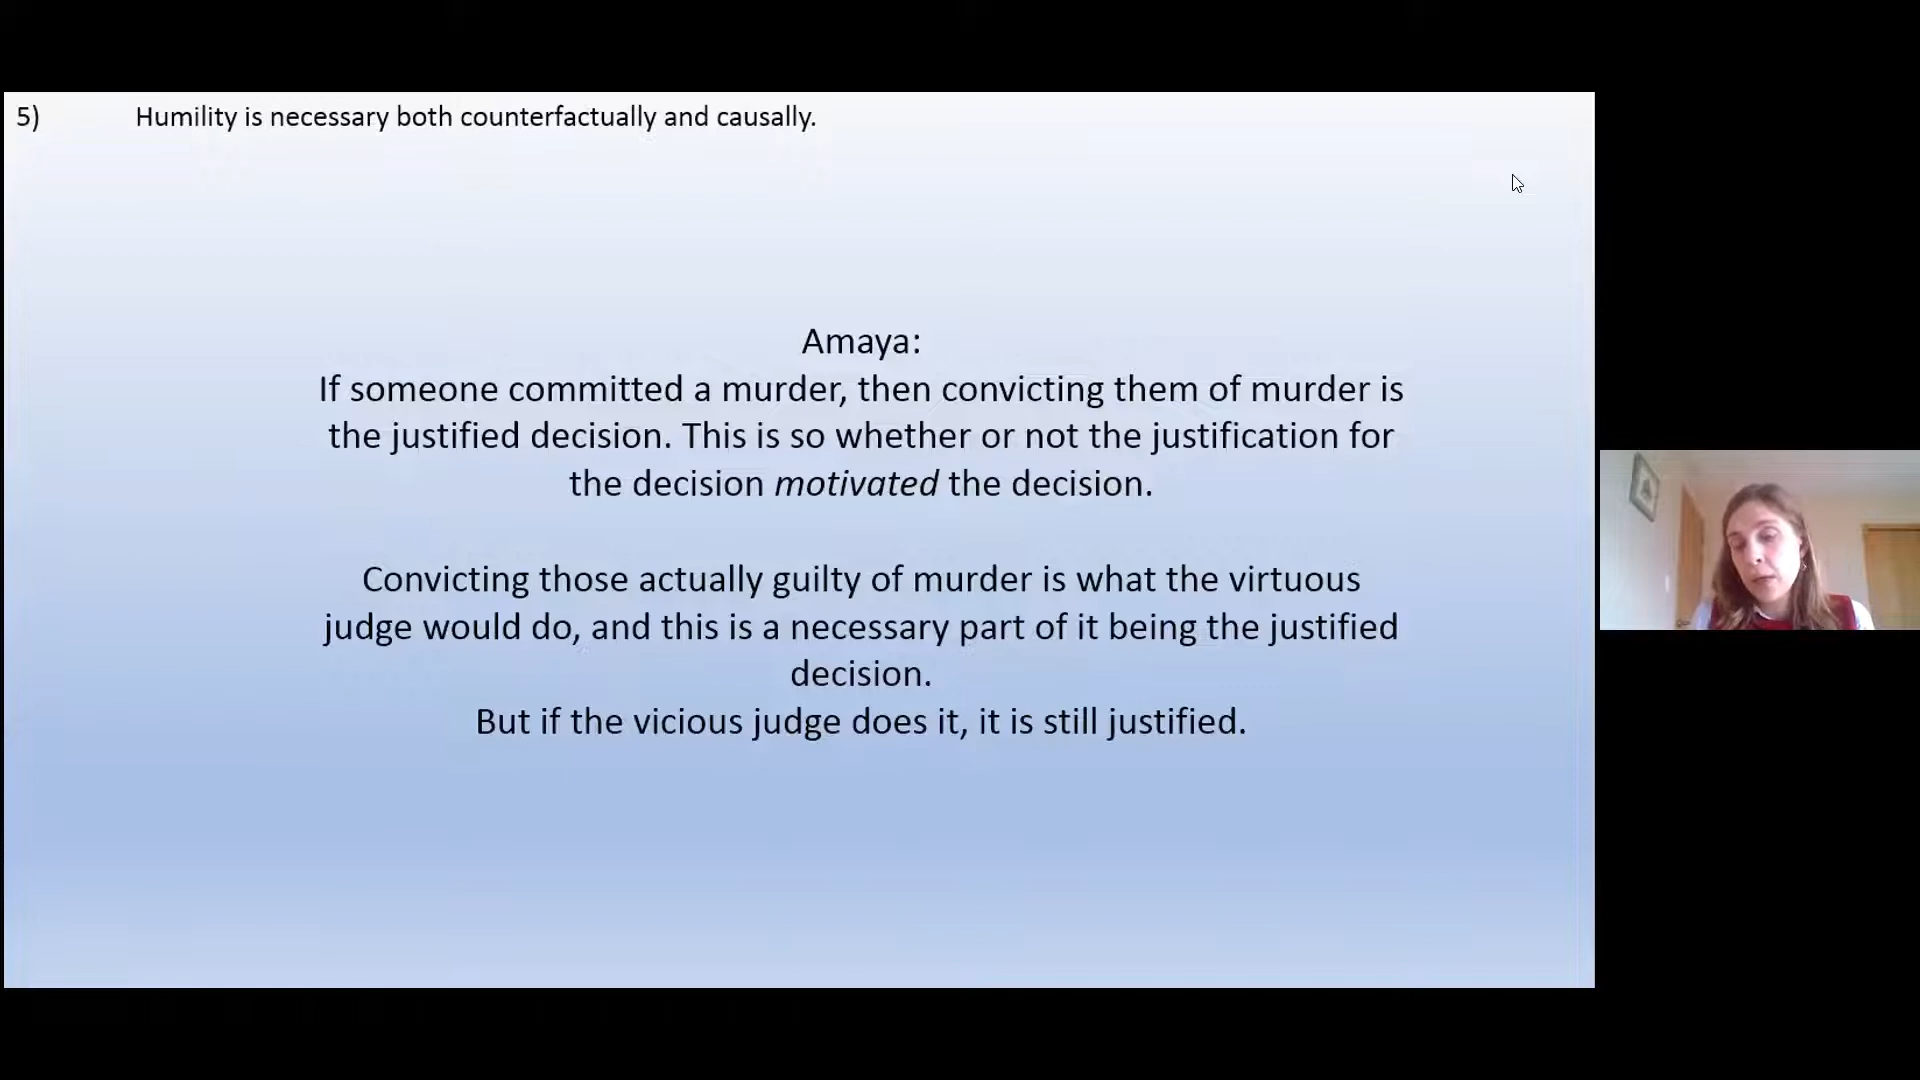 5) Humility is necessary both counterfactually and causally.
Amaya:
If someone committed a murder, then convicting them of murder is
the justified decision. This is so whether or not the justification for
the decision motivated the decision.
Convicting those actually guilty of murder is what the virtuous
judge would do, and this is a necessary part of it being the justified
decision.
But if the vicious judge does it, it is still justified.